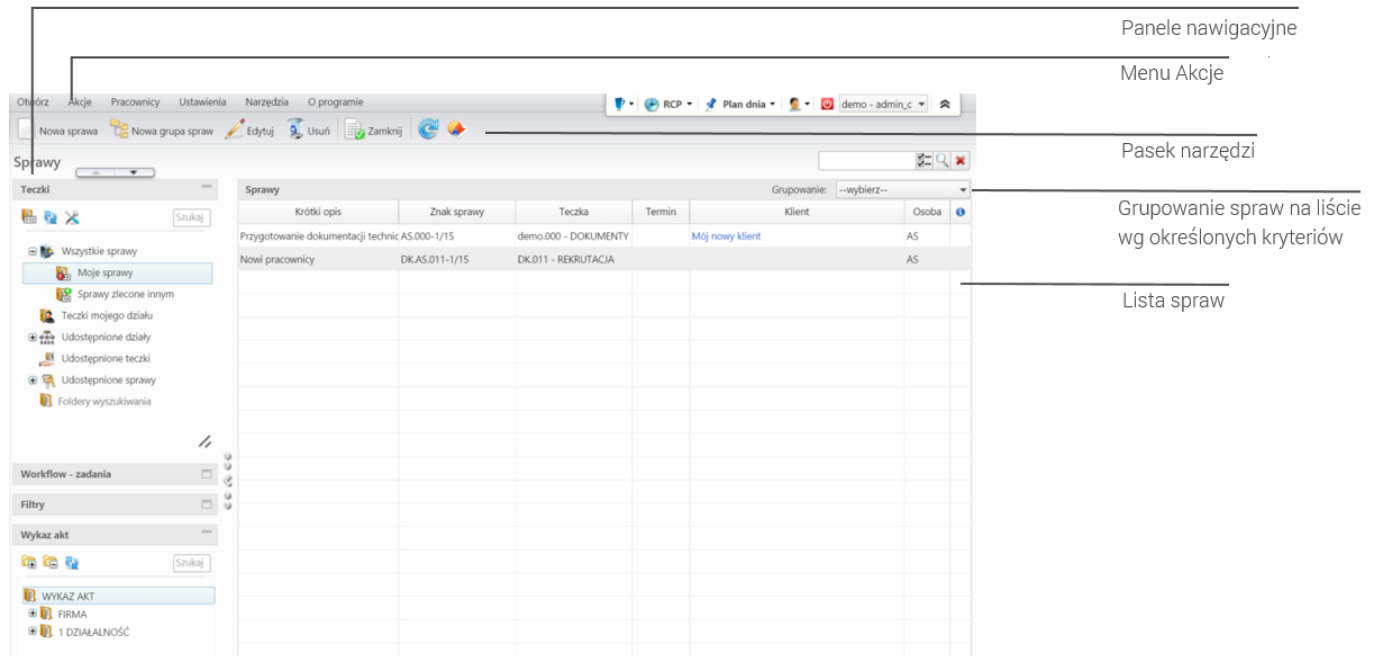 Panele nawigacyjne
Menu Akcje
Otwórz Akcje Pracownicy Ustawienia Narzędzia O programie
RCP Plan dnia demo - admin_c
Nowa sprawa Nowa grupa spraw Edytuj Usuń Zamknij
Pasek narzędzi
Sprawy
Teczki
Sprawy Grupowanie: --wybierz--
Grupowanie spraw na liście
wg określonych kryteriów
Szukaj
Krótki opis Znak sprawy Teczka Termin Klient Osoba
Przygotowanie dokumentacji technic AS.000-1/15 demo.000 - DOKUMENTY Mój nowy klient AS
Nowi pracownicy DK.AS.011-1/15 DK.011 - REKRUTACJA AS
Lista spraw
Wszystkie sprawy
Moje sprawy
Sprawy zlecone innym
Teczki mojego działu
Udostępnione działy
Udostępnione teczki
Udostępnione sprawy
Foldery wyszukiwania
Workflow - zadania
Filtry
Wykaz akt
Szukaj
WYKAZ AKT
FIRMA
1 DZIAŁALNOŚĆ